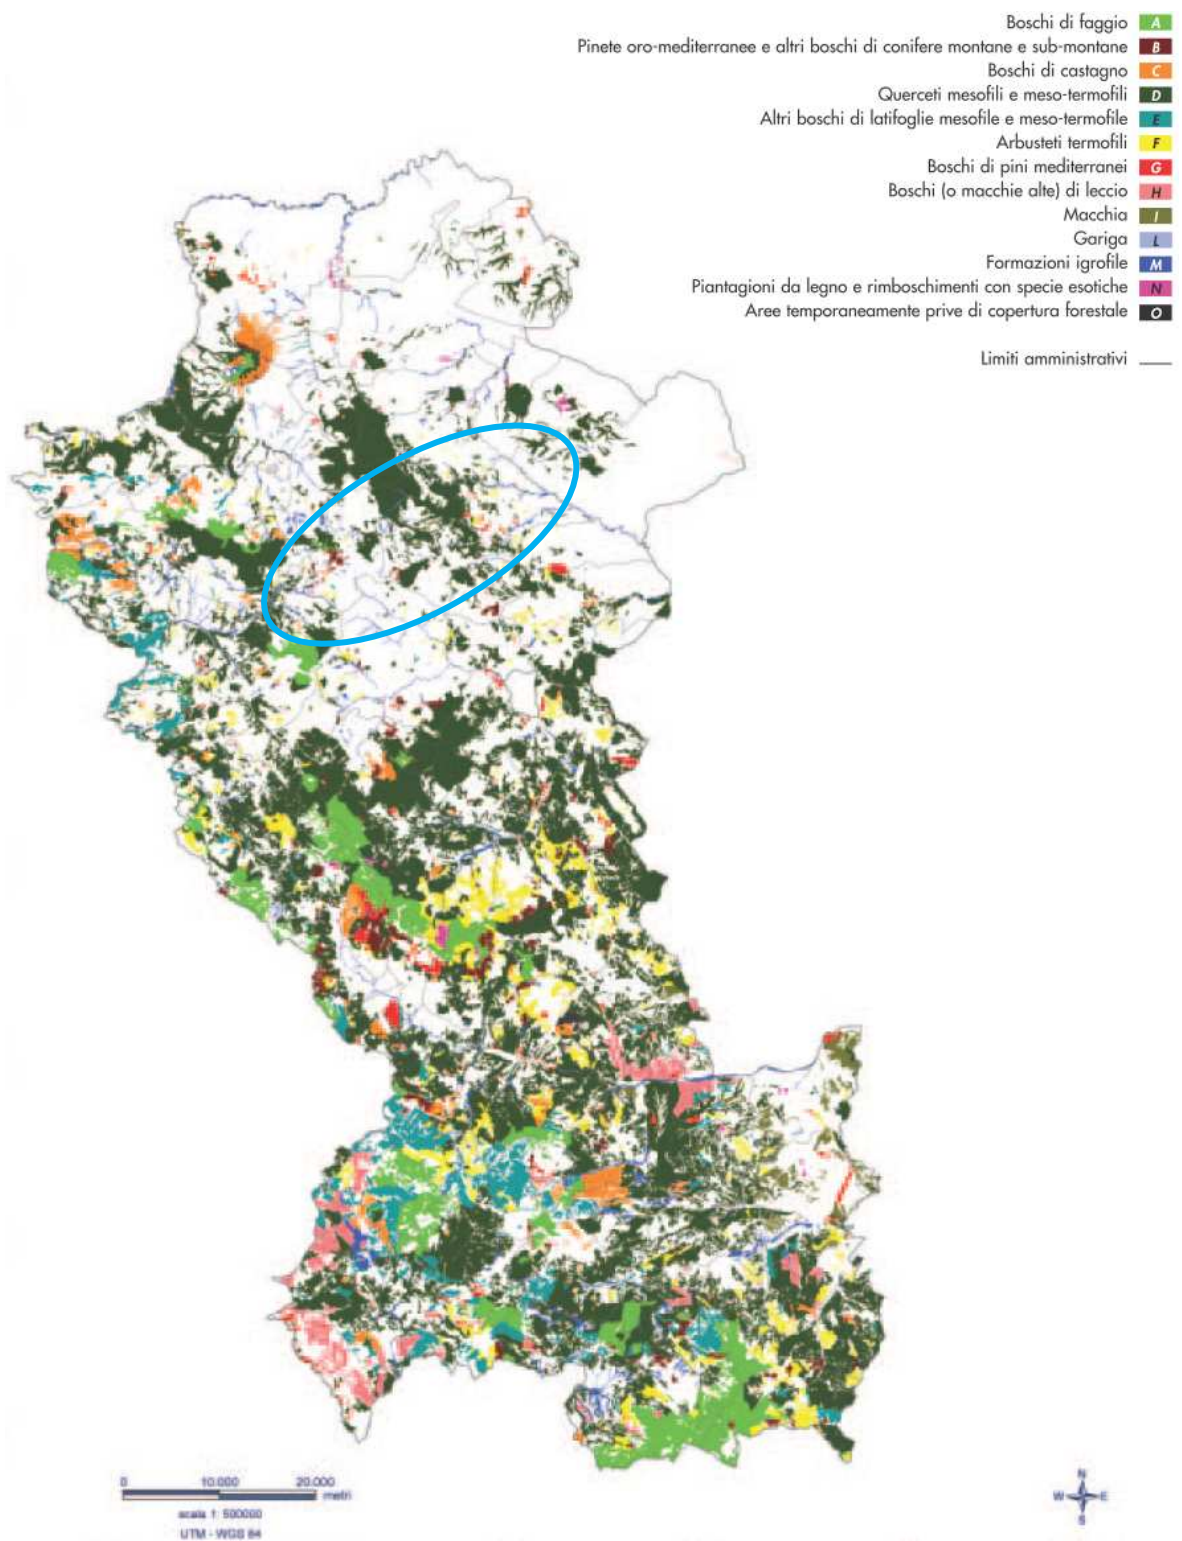 Boschi di faggio A
Pinete oro-mediterranee e altri boschi di conifere montane e sub-montane B
Boschi di castagno C
Querceti mesofili e meso-termofili D
Altri boschi di latifoglie mesofile e meso-termofile E
Arbusteti termofili F
Boschi di pini mediterranei G
Boschi (o macchie alte) di leccio H
Macchia I
Gariga L
Formazioni igrofile M
Piantagioni da legno e rimboschimenti con specie esotiche N
Aree temporaneamente prive di copertura forestale O
Limiti amministrativi
0 10.000 20.000
metri
scala 1: 500000
UTM - WGS 84
N
W E
S